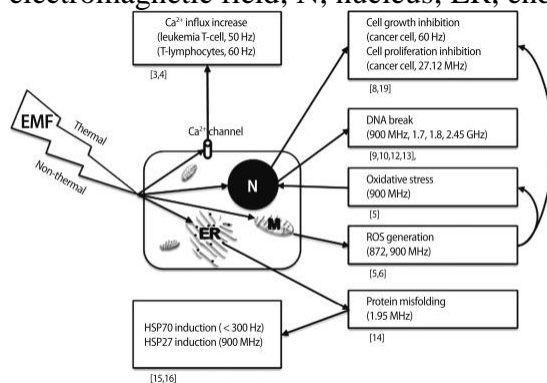 electromagnetic field; N, nucleus; ER,
Ca²⁺ influx increase
(leukemia T-cell, 50 Hz)
(T-lymphocytes, 60 Hz)
[3,4]
Cell growth inhibition
(cancer cell, 60 Hz)
Cell proliferation inhibition
(cancer cell, 27.12 MHz)
[8,19]
EMF
Thermal
Non-thermal
Ca²⁺ channel
DNA break
(900 MHz, 1.7, 1.8, 2.45 GHz)
[9,10,12,13],
N
Oxidative stress
(900 MHz)
[5]
M
ER
ROS generation
(872, 900 MHz)
[5,6]
Protein misfolding
(1.95 MHz)
[14]
HSP70 induction ( < 300 Hz)
HSP27 induction (900 MHz)
[15,16]